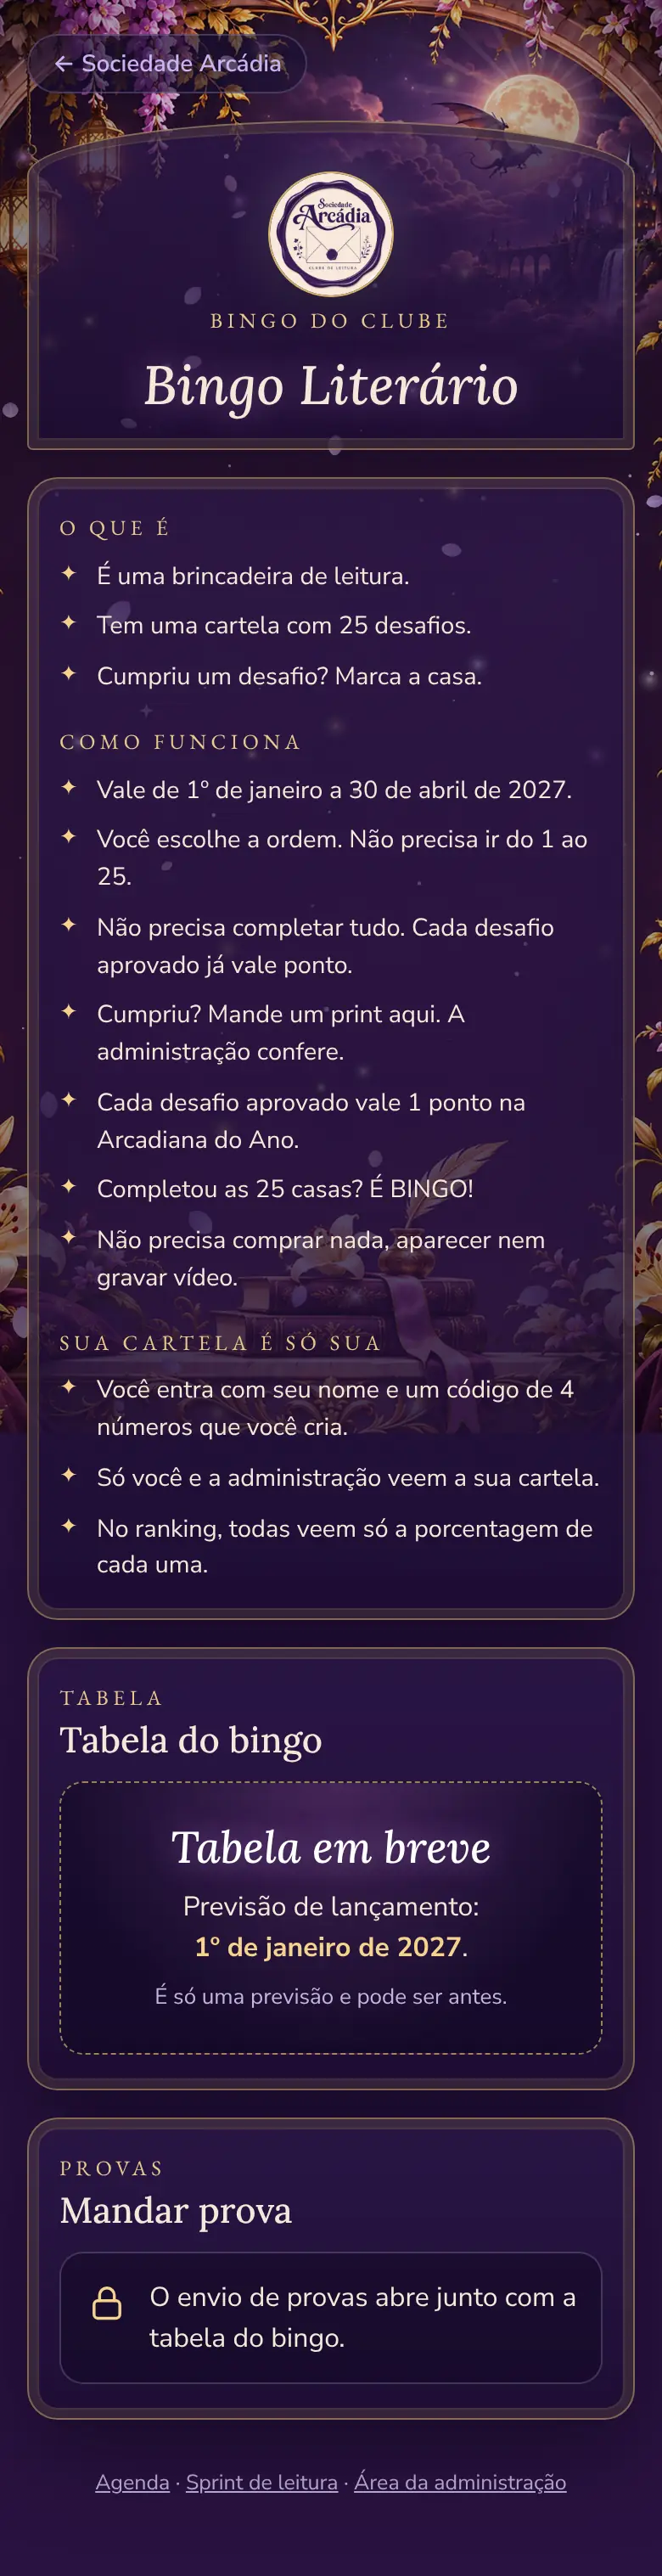 ← Sociedade Arcádia
Sociedade
Arcádia
CLUBE DE LEITURA
BINGO DO CLUBE
Bingo Literário
O QUE É
É uma brincadeira de leitura.
Tem uma cartela com 25 desafios.
Cumpriu um desafio? Marca a casa.
COMO FUNCIONA
Vale de 1º de janeiro a 30 de abril de 2027.
Você escolhe a ordem. Não precisa ir do 1 ao
25.
Não precisa completar tudo. Cada desafio
aprovado já vale ponto.
Cumpriu? Mande um print aqui. A
administração confere.
Cada desafio aprovado vale 1 ponto na
Arcadiana do Ano.
Completou as 25 casas? É BINGO!
Não precisa comprar nada, aparecer nem
gravar vídeo.
SUA CARTELA É SÓ SUA
Você entra com seu nome e um código de 4
números que você cria.
Só você e a administração veem a sua cartela.
No ranking, todas veem só a porcentagem de
cada uma.
TABELA
Tabela do bingo
Tabela em breve
Previsão de lançamento:
1º de janeiro de 2027.
É só uma previsão e pode ser antes.
PROVAS
Mandar prova
O envio de provas abre junto com a
tabela do bingo.
Agenda · Sprint de leitura · Área da administração